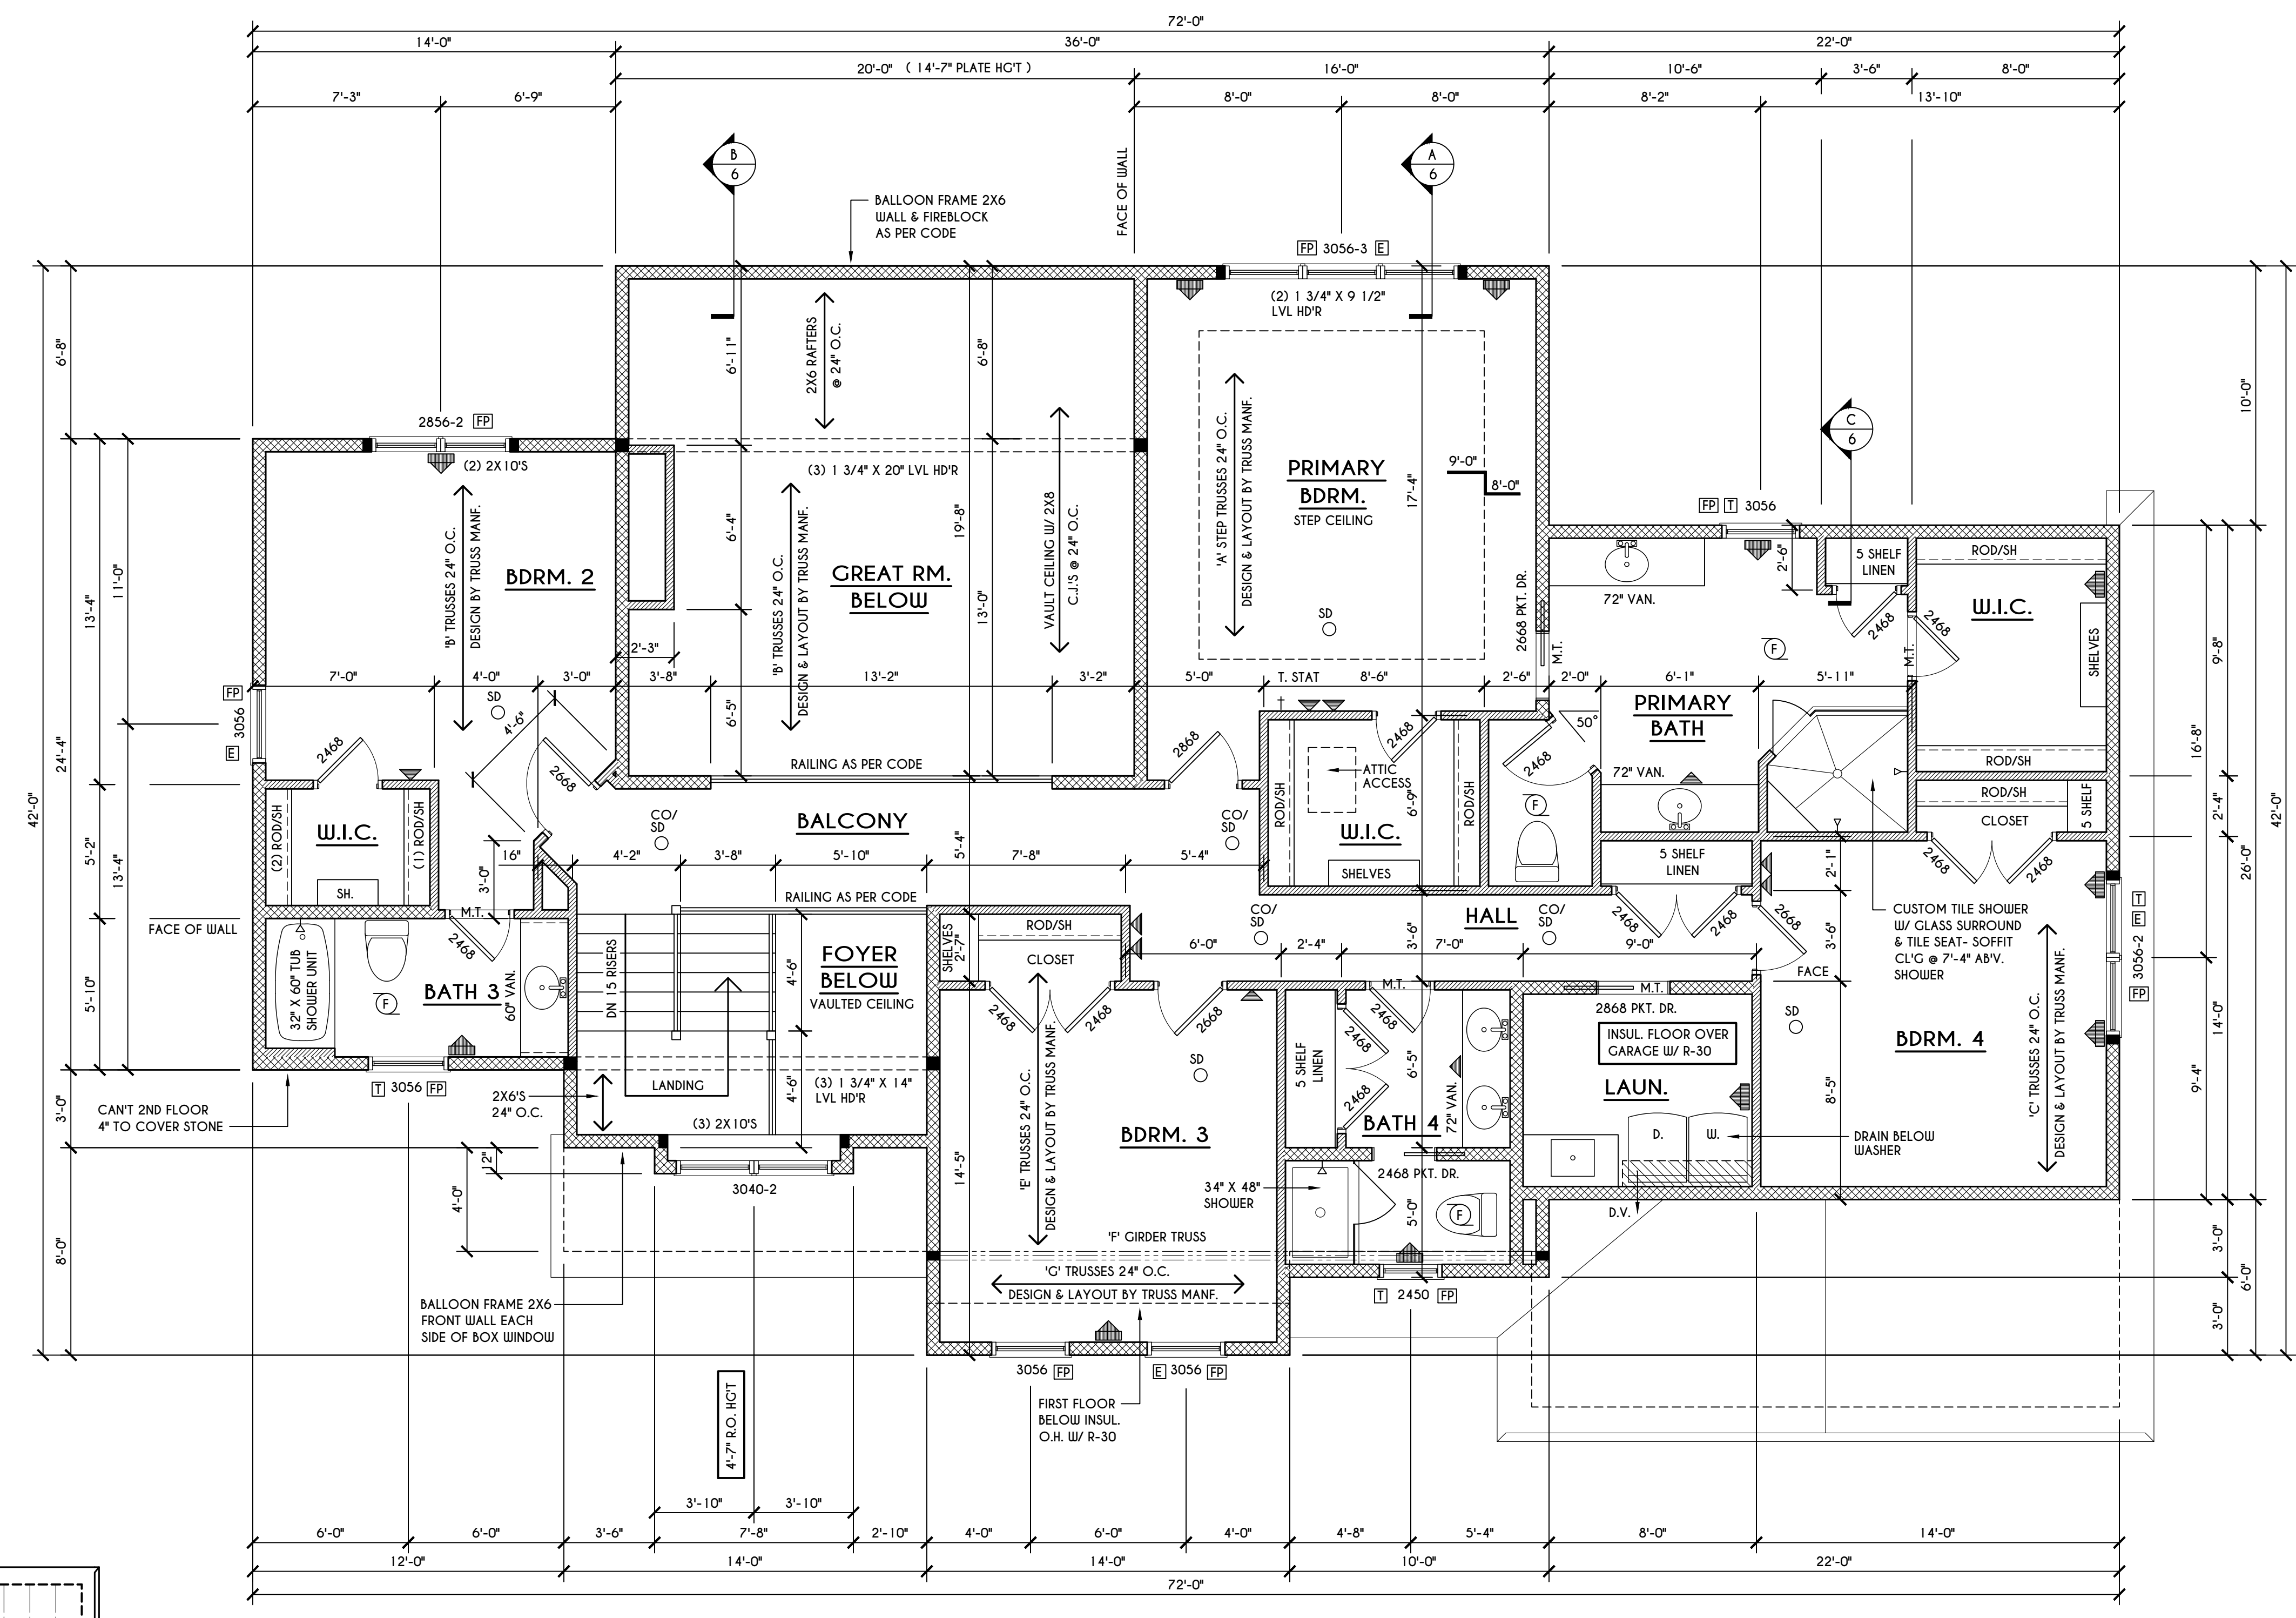 72'-0"
14'-0"
36'-0"
22'-0"
20'-0" ( 14'-7" PLATE HG'T )
16'-0"
10'-6"
3'-6"
8'-0"
7'-3"
6'-9"
8'-0"
8'-0"
8'-2"
13'-10"
B
6
A
6
FACE OF WALL
BALLOON FRAME 2X6
WALL & FIREBLOCK
AS PER CODE
FP 3056-3 E
(2) 1 3/4" X 9 1/2"
LVL HD'R
6'-8"
42'-0"
24'-4"
13'-4"
11'-0"
5'-2"
13'-4"
5'-10"
3'-0"
8'-0"
2856-2 FP
(2) 2X10'S
'B' TRUSSES 24" O.C.
DESIGN BY TRUSS MANF.
BDRM. 2
FP
3056
E
7'-0"
4'-0"
3'-0"
SD
4'-6"
2468
2668
2X6 RAFTERS
@ 24" O.C.
6'-11"
6'-8"
(3) 1 3/4" X 20" LVL HD'R
6'-4"
19'-8"
13'-0"
VAULT CEILING W/ 2X8
C.J.'S @ 24" O.C.
GREAT RM.
BELOW
'B' TRUSSES 24" O.C.
DESIGN & LAYOUT BY TRUSS MANF.
2'-3"
3'-8"
13'-2"
3'-2"
6'-5"
RAILING AS PER CODE
'A' STEP TRUSSES 24" O.C.
DESIGN & LAYOUT BY TRUSS MANF.
PRIMARY
BDRM.
STEP CEILING
9'-0"
8'-0"
17'-4"
SD
5'-0"
T. STAT
8'-6"
2'-6"
2'-0"
6'-1"
5'-11"
2668 PKT. DR.
M.T.
FP T 3056
C
6
72" VAN.
2'-6"
5 SHELF
LINEN
2468
2468
M.T.
F
ROD/SH
W.I.C.
SHELVES
ROD/SH
10'-0"
9'-8"
16'-8"
2'-4"
26'-0"
42'-0"
14'-0"
9'-4"
3'-0"
6'-0"
3'-0"
PRIMARY
BATH
50°
2468
72" VAN.
F
2868
2468
ATTIC
ACCESS
ROD/SH
W.I.C.
6'-9"
ROD/SH
SHELVES
ROD/SH
CLOSET
5 SHELF
2468
2468
(2) ROD/SH
W.I.C.
(1) ROD/SH
SH.
3'-0"
BALCONY
CO/
SD
CO/
SD
16"
4'-2"
3'-8"
5'-10"
5'-4"
7'-8"
5'-4"
RAILING AS PER CODE
5 SHELF
LINEN
2'-1"
2468
2468
2668
HALL
CO/
SD
CO/
SD
6'-0"
2'-4"
3'-6"
7'-0"
9'-0"
3'-6"
FACE
CUSTOM TILE SHOWER
W/ GLASS SURROUND
& TILE SEAT- SOFFIT
CL'G @ 7'-4" AB'V.
SHOWER
T
E
3056-2
FP
FACE OF WALL
M.T.
2468
32" X 60" TUB
SHOWER UNIT
F
BATH 3
60" VAN.
T 3056 FP
CAN'T 2ND FLOOR
4" TO COVER STONE
DN 15 RISERS
LANDING
4'-6"
4'-6"
FOYER
BELOW
VAULTED CEILING
(3) 1 3/4" X 14"
LVL HD'R
2X6'S
24" O.C.
(3) 2X10'S
12"
4'-0"
3040-2
BALLOON FRAME 2X6
FRONT WALL EACH
SIDE OF BOX WINDOW
4'-7" R.O. HG'T
SHELVES
2'-7"
ROD/SH
CLOSET
2468
2468
2668
SD
'E' TRUSSES 24" O.C.
DESIGN & LAYOUT BY TRUSS MANF.
BDRM. 3
14'-5"
'F' GIRDER TRUSS
'G' TRUSSES 24" O.C.
DESIGN & LAYOUT BY TRUSS MANF.
3056 FP
E 3056 FP
FIRST FLOOR
BELOW INSUL.
O.H. W/ R-30
5 SHELF
LINEN
2468
2468
M.T.
2468
6'-5"
72" VAN.
BATH 4
2468 PKT. DR.
34" X 48"
SHOWER
5'-0"
F
T 2450 FP
M.T.
2868 PKT. DR.
INSUL. FLOOR OVER
GARAGE W/ R-30
LAUN.
D.
W.
DRAIN BELOW
WASHER
D.V.
8'-5"
SD
BDRM. 4
'C' TRUSSES 24" O.C.
DESIGN & LAYOUT BY TRUSS MANF.
3'-10"
3'-10"
6'-0"
6'-0"
3'-6"
7'-8"
2'-10"
4'-0"
6'-0"
4'-0"
4'-8"
5'-4"
8'-0"
14'-0"
12'-0"
14'-0"
14'-0"
10'-0"
22'-0"
72'-0"